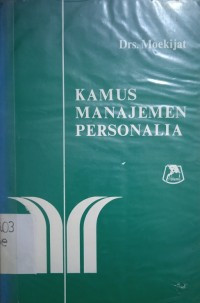 Drs. Moekijat
KAMUS
MANAJEMEN
PERSONALIA